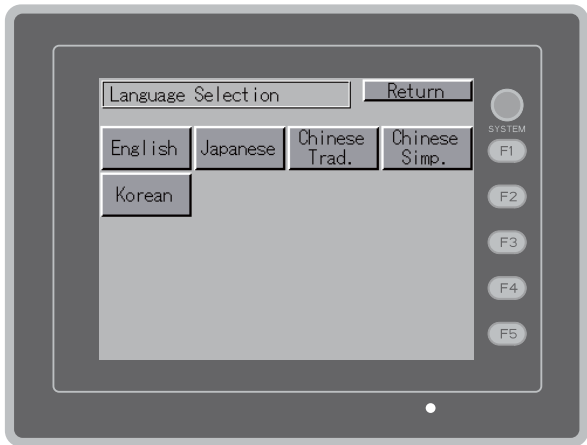 Language Selection
Return
SYSTEM
English
Japanese
Chinese
Trad.
Chinese
Simp.
F1
Korean
F2
F3
F4
F5